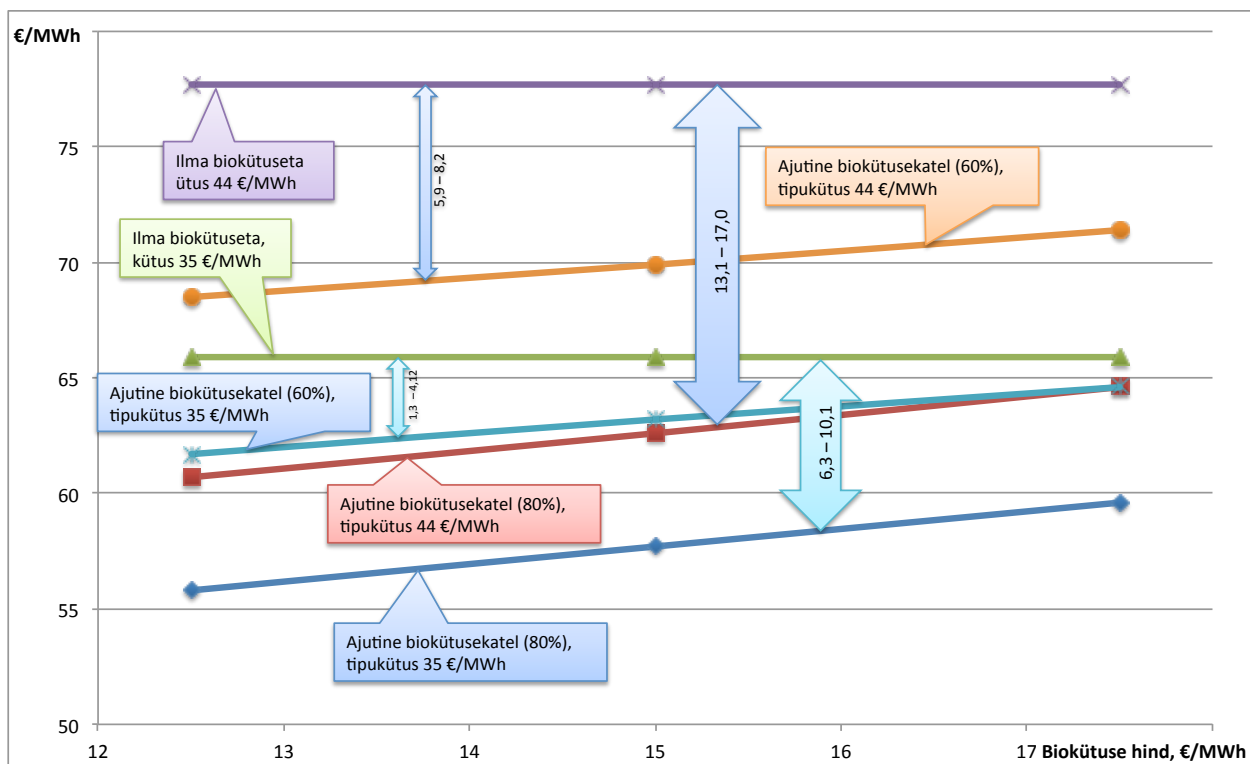 €/MWh
75
70
65
60
55
50
12
13
14
15
16
17
Biokütuse hind, €/MWh
Ilma biokütuseta
ütus 44 €/MWh
Ilma biokütuseta,
kütus 35 €/MWh
Ajutine biokütusekatel (60%),
tipukütus 44 €/MWh
Ajutine biokütusekatel (60%),
tipukütus 35 €/MWh
Ajutine biokütusekatel (80%),
tipukütus 44 €/MWh
Ajutine biokütusekatel (80%),
tipukütus 35 €/MWh
5,9 – 8,2
13,1 – 17,0
1,3 –4,12
6,3 – 10,1